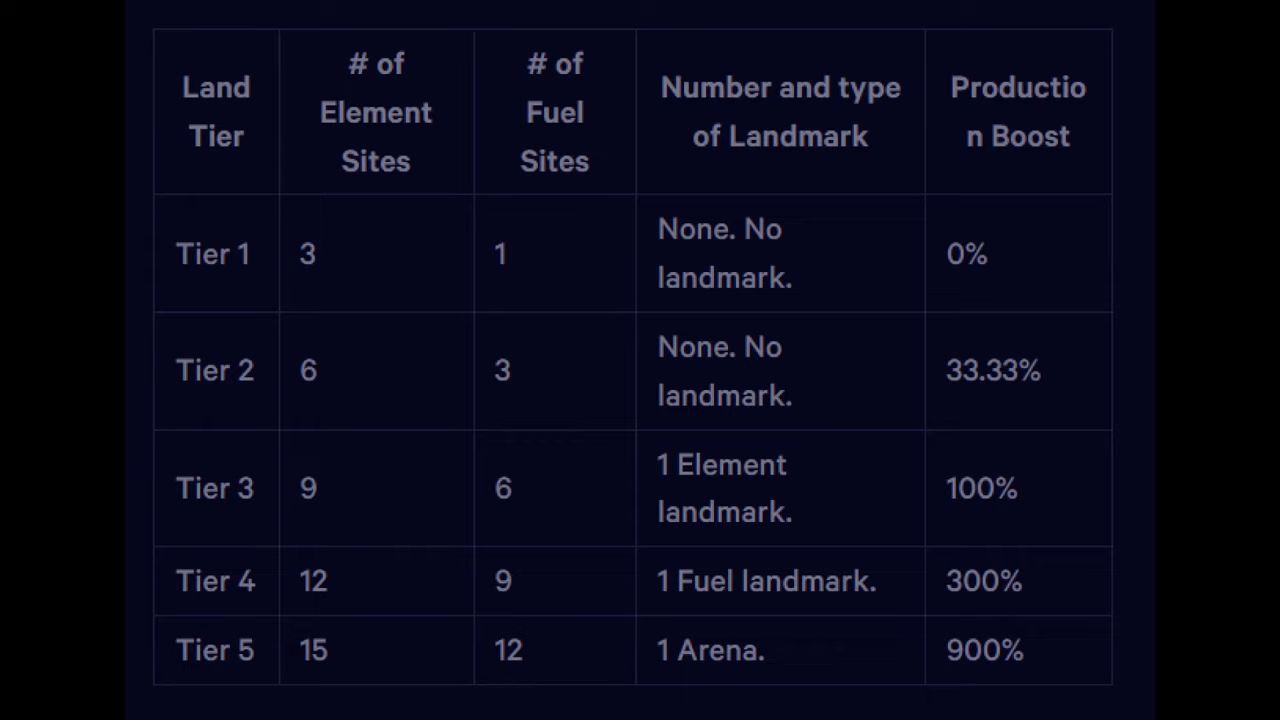 Land Tier | # of Element Sites | # of Fuel Sites | Number and type of Landmark | Productio n Boost
Tier 1 | 3 | 1 | None. No landmark. | 0%
Tier 2 | 6 | 3 | None. No landmark. | 33.33%
Tier 3 | 9 | 6 | 1 Element landmark. | 100%
Tier 4 | 12 | 9 | 1 Fuel landmark. | 300%
Tier 5 | 15 | 12 | 1 Arena. | 900%